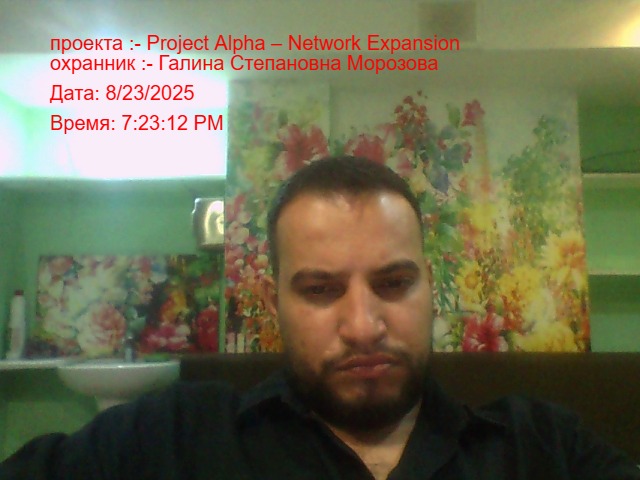 проекта :- Project Alpha – Network Expansion
охранник :- Галина Степановна Морозова
Дата: 8/23/2025
Время: 7:23:12 PM